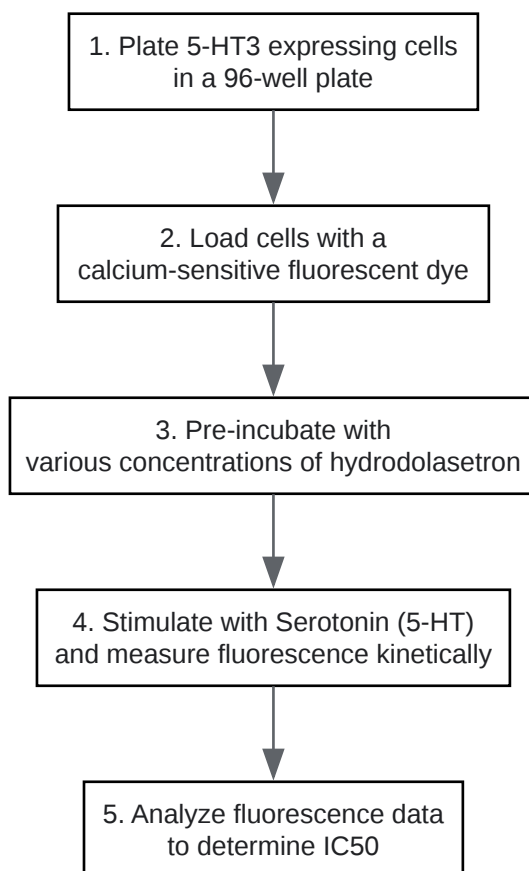 1. Plate 5-HT3 expressing cells
in a 96-well plate
2. Load cells with a
calcium-sensitive fluorescent dye
3. Pre-incubate with
various concentrations of hydrodolasetron
4. Stimulate with Serotonin (5-HT)
and measure fluorescence kinetically
5. Analyze fluorescence data
to determine IC50